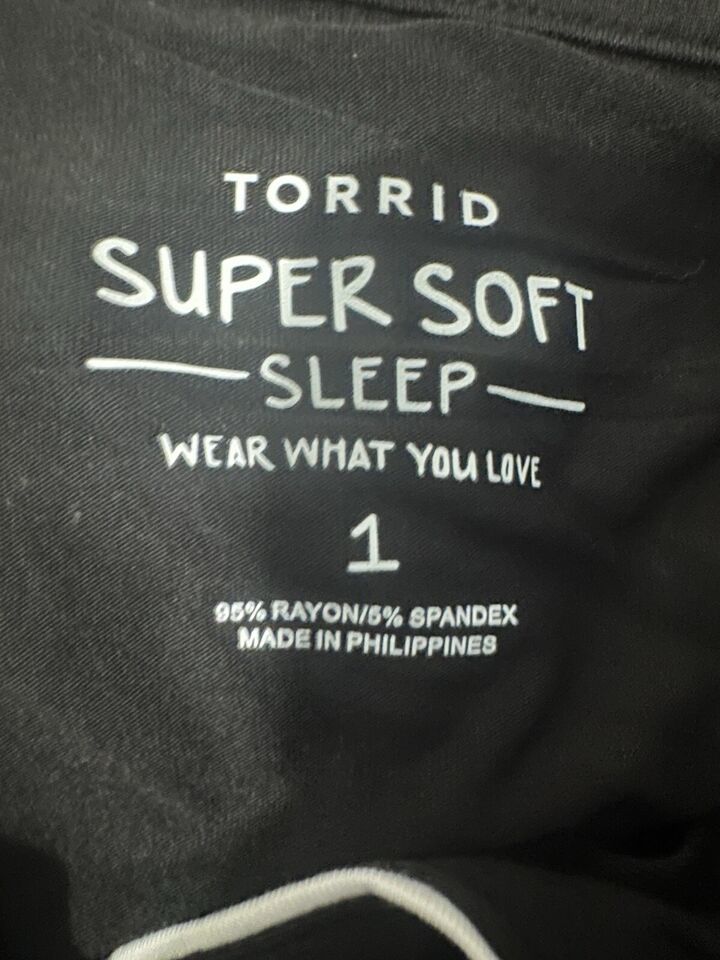 TORRID
SUPER SOFT
SLEEP
WEAR WHAT YOU LOVE
1
95% RAYON/5% SPANDEX
MADE IN PHILIPPINES